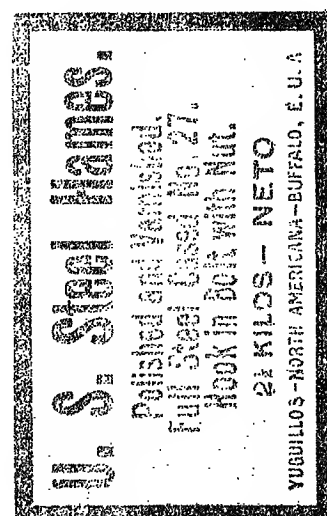 U. S. Steel Hames.
Polished and Varnished.
Full Steel Dash No. 27.
Hook in Bolt with Nut.
2½ KILOS - NETO
YUGUILLOS - NORTH AMERICANA - BUFFALO, E. U. A